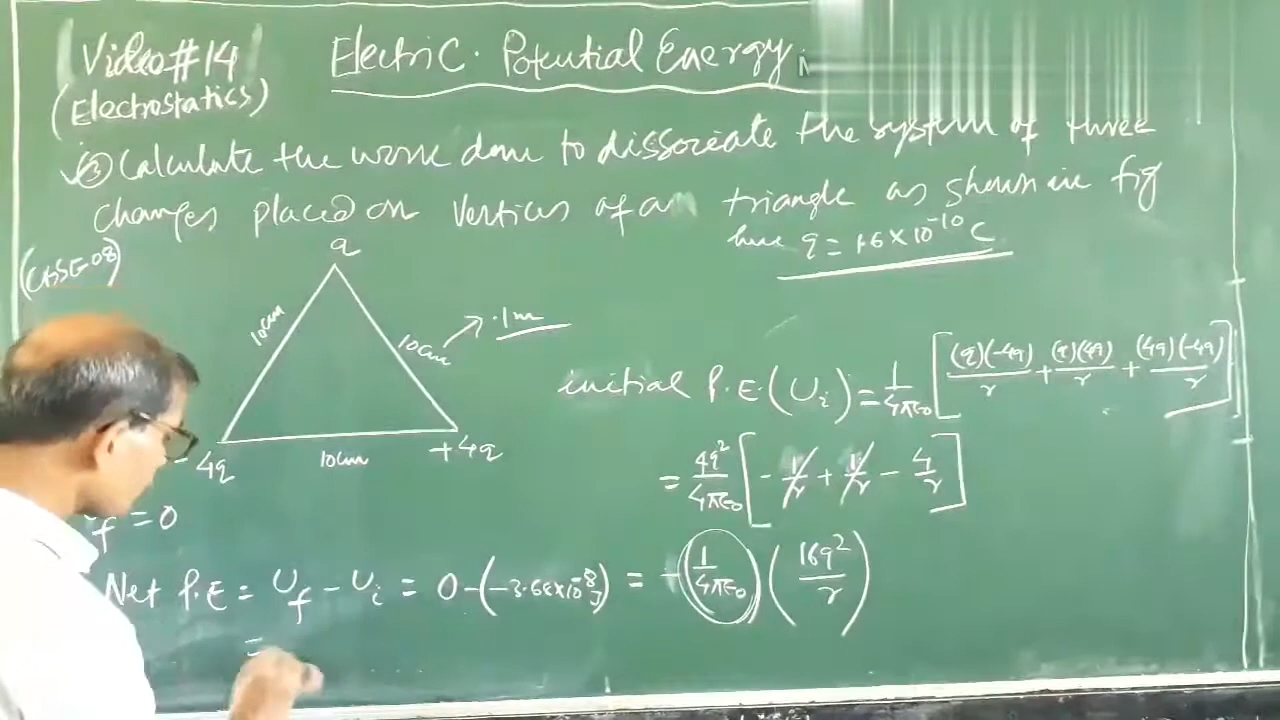 Video#14
Electric. Potential Energy
(Electrostatics)
(3) Calculate the work done to dissociate the system of three
charges placed on vertices of an triangle as shown in fig
here q = 1.6×10⁻¹⁰ C
(CBSE-08)
q
10cm
10cm
.1m
-4q
10cm
+4q
initial P.E.(Uᵢ) = 1/4πε₀ [(q)(-4q)/r + (q)(4q)/r + (4q)(-4q)/r]
= 4q²/4πε₀ [-1/r + 1/r - 4/r]
f = 0
Net P.E = U_f - Uᵢ = 0-(-3.6 ×10⁻⁸ J) = -(1/4πε₀)(16q²/r)
=